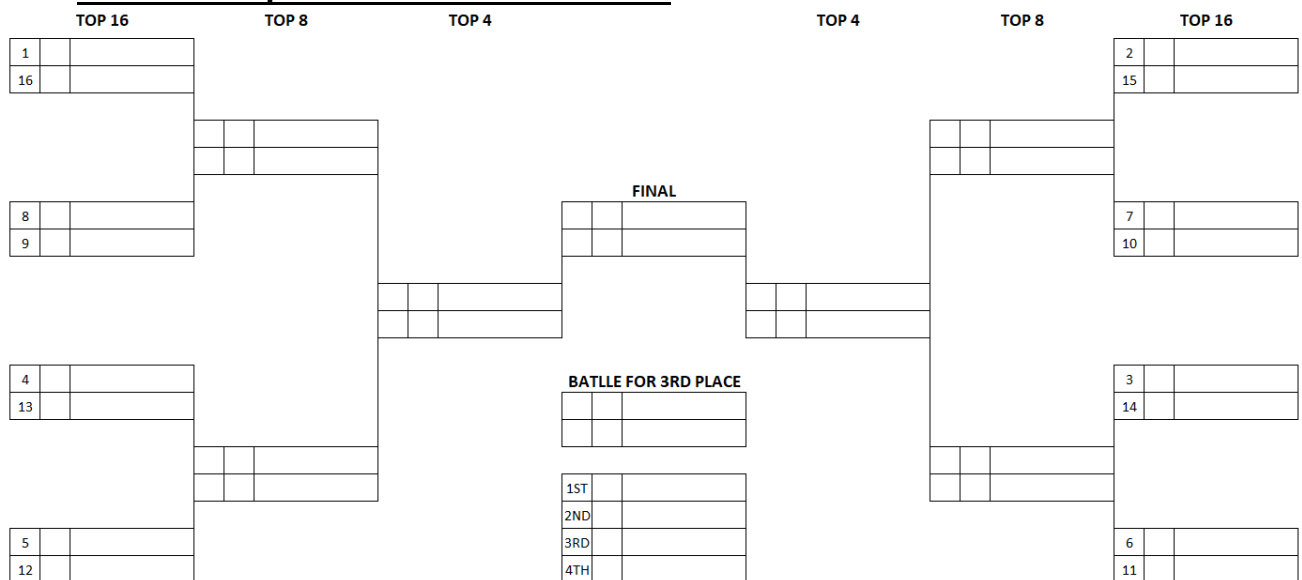 TOP 16 TOP 8 TOP 4 TOP 4 TOP 8 TOP 16
1 2
16 15
FINAL
8 7
9 10
4 3
BATLLE FOR 3RD PLACE
13 14
1ST
2ND
5 3RD 6
12 4TH 11